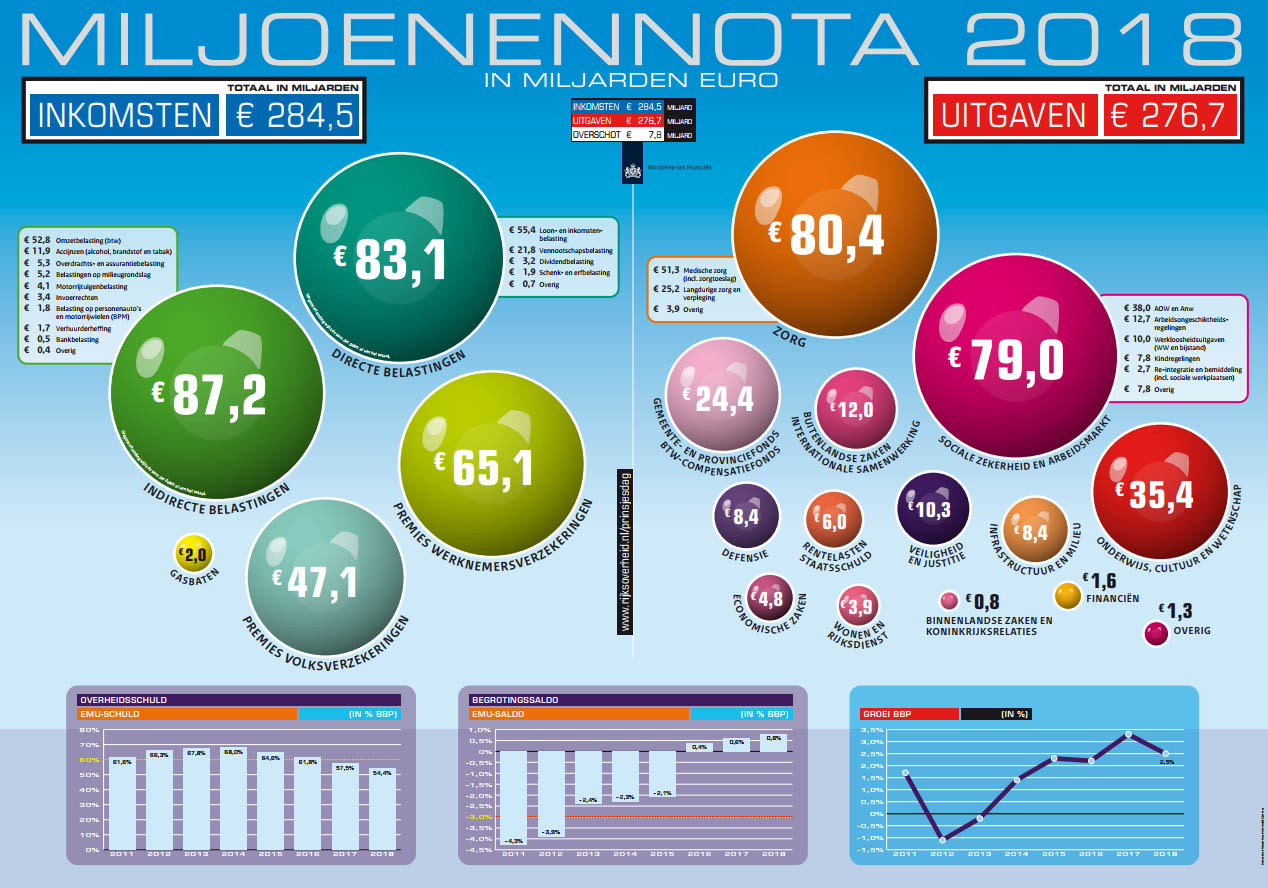 MILJOENENNOTA 2018
IN MILJARDEN EURO
TOTAAL IN MILJARDEN
INKOMSTEN € 284,5
INKOMSTEN € 284,5 MILJARD
UITGAVEN € 276,7 MILJARD
OVERSCHOT € 7,8 MILJARD
TOTAAL IN MILJARDEN
UITGAVEN € 276,7
Ministerie van Financiën
€ 83,1
DIRECTE BELASTINGEN
€ 55,4 Loon- en inkomsten-
belasting
€ 21,8 Vennootschapsbelasting
€ 3,2 Dividendbelasting
€ 1,9 Schenk- en erfbelasting
€ 0,7 Overig
€ 52,8 Omzetbelasting (btw)
€ 11,9 Accijnzen (alcohol, brandstof en tabak)
€ 5,3 Overdrachts- en assurantiebelasting
€ 5,2 Belastingen op milieugrondslag
€ 4,1 Motorrijtuigenbelasting
€ 3,4 Invoerrechten
€ 1,8 Belasting op personenauto's
en motorrijwielen (BPM)
€ 1,7 Verhuurderheffing
€ 0,5 Bankbelasting
€ 0,4 Overig
€ 87,2
INDIRECTE BELASTINGEN
€ 65,1
PREMIES WERKNEMERSVERZEKERINGEN
€ 2,0
GASBATEN
€ 47,1
PREMIES VOLKSVERZEKERINGEN
www.rijksoverheid.nl/prinsjesdag
€ 80,4
ZORG
€ 51,3 Medische zorg
(incl. zorgtoeslag)
€ 25,2 Langdurige zorg en
verpleging
€ 3,9 Overig
€ 79,0
SOCIALE ZEKERHEID EN ARBEIDSMARKT
€ 38,0 AOW en Anw
€ 12,7 Arbeidsongeschiktheids-
regelingen
€ 10,0 Werkloosheidsuitgaven
(WW en bijstand)
€ 7,8 Kindregelingen
€ 2,7 Re-integratie en bemiddeling
(incl. sociale werkplaatsen)
€ 7,8 Overig
€ 24,4
GEMEENTE- EN PROVINCIEFONDS
BTW-COMPENSATIEFONDS
€ 12,0
BUITENLANDSE ZAKEN
INTERNATIONALE SAMENWERKING
€ 35,4
ONDERWIJS, CULTUUR EN WETENSCHAP
€ 8,4
DEFENSIE
€ 6,0
RENTELASTEN
STAATSSCHULD
€ 10,3
VEILIGHEID
EN JUSTITIE
€ 8,4
INFRASTRUCTUUR EN MILIEU
€ 4,8
ECONOMISCHE ZAKEN
€ 3,9
WONEN EN
RIJKSDIENST
€ 0,8
BINNENLANDSE ZAKEN EN
KONINKRIJKSRELATIES
€ 1,6
FINANCIËN
€ 1,3
OVERIG
OVERHEIDSSCHULD
EMU-SCHULD (IN % BBP)
80%
70%
60%
50%
40%
30%
20%
10%
0%
61,6% 66,3% 67,8% 68,0% 64,6% 61,8% 57,5% 54,4%
2011 2012 2013 2014 2015 2016 2017 2018
BEGROTINGSSALDO
EMU-SALDO (IN % BBP)
1,0%
0,5%
0%
-0,5%
-1,0%
-1,5%
-2,0%
-2,5%
-3,0%
-3,5%
-4,0%
-4,5%
-4,3% -3,9% -2,4% -2,3% -2,1% 0,4% 0,6% 0,8%
2011 2012 2013 2014 2015 2016 2017 2018
GROEI BBP (IN %)
3,5%
3,0%
2,5%
2,0%
1,5%
1,0%
0,5%
0%
-0,5%
-1,0%
-1,5%
2,5%
2011 2012 2013 2014 2015 2016 2017 2018